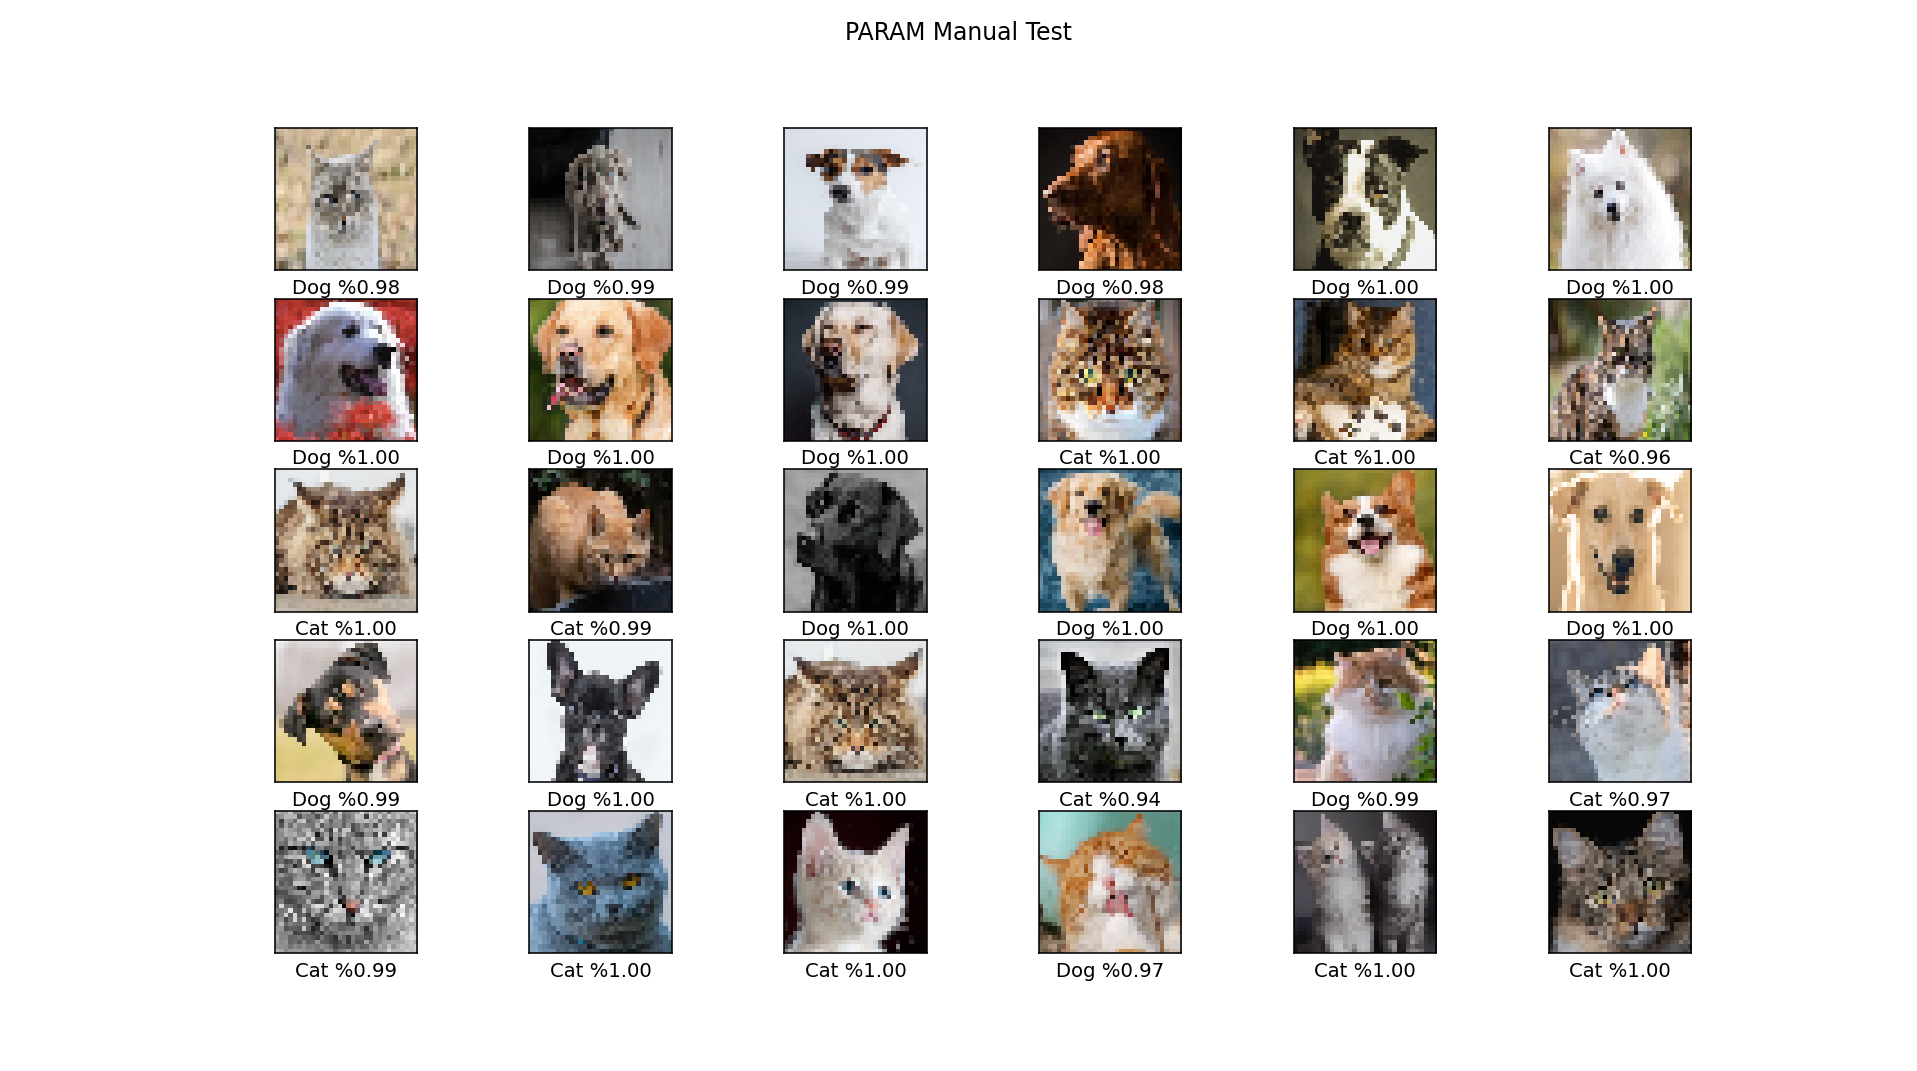 PARAM Manual Test
Dog %0.98 Dog %0.99 Dog %0.99 Dog %0.98 Dog %1.00 Dog %1.00
Dog %1.00 Dog %1.00 Dog %1.00 Cat %1.00 Cat %1.00 Cat %0.96
Cat %1.00 Cat %0.99 Dog %1.00 Dog %1.00 Dog %1.00 Dog %1.00
Dog %0.99 Dog %1.00 Cat %1.00 Cat %0.94 Dog %0.99 Cat %0.97
Cat %0.99 Cat %1.00 Cat %1.00 Dog %0.97 Cat %1.00 Cat %1.00